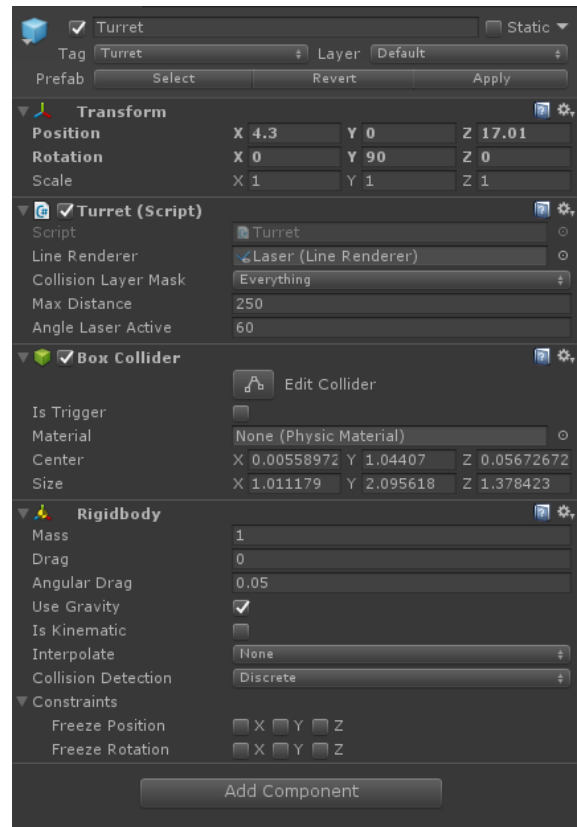 Turret Static
Tag Turret Layer Default
Prefab Select Revert Apply
Transform
Position X 4.3 Y 0 Z 17.01
Rotation X 0 Y 90 Z 0
Scale X 1 Y 1 Z 1
Turret (Script)
Script Turret
Line Renderer Laser (Line Renderer)
Collision Layer Mask Everything
Max Distance 250
Angle Laser Active 60
Box Collider
Edit Collider
Is Trigger
Material None (Physic Material)
Center X 0.00558972 Y 1.04407 Z 0.05672672
Size X 1.011179 Y 2.095618 Z 1.378423
Rigidbody
Mass 1
Drag 0
Angular Drag 0.05
Use Gravity
Is Kinematic
Interpolate None
Collision Detection Discrete
Constraints
Freeze Position X Y Z
Freeze Rotation X Y Z
Add Component